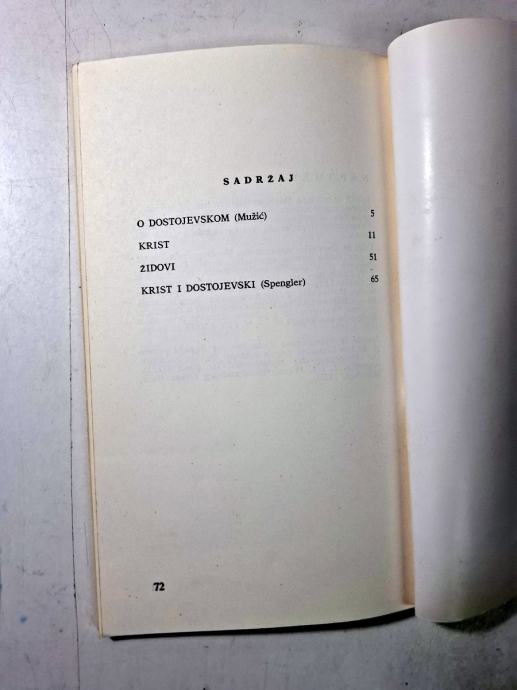 SADRŽAJ
O DOSTOJEVSKOM (Mužić) 5
KRIST 11
ŽIDOVI 51
KRIST I DOSTOJEVSKI (Spengler) 65
72